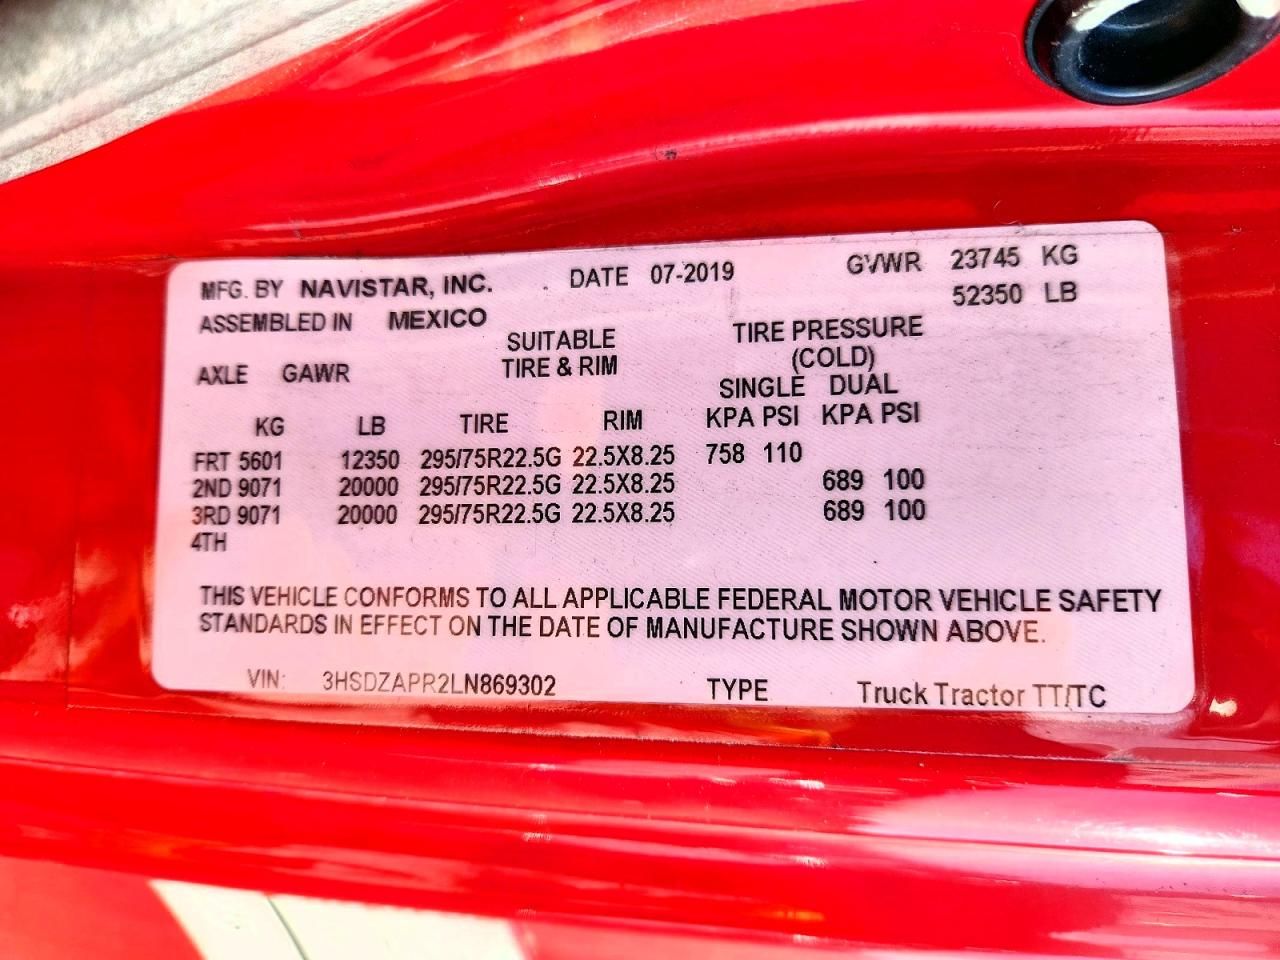 MFG. BY NAVISTAR, INC. DATE 07-2019 GVWR 23745 KG
52350 LB
ASSEMBLED IN MEXICO
SUITABLE TIRE PRESSURE
TIRE & RIM (COLD)
AXLE GAWR SINGLE DUAL
KG LB TIRE RIM KPA PSI KPA PSI
FRT 5601 12350 295/75R22.5G 22.5X8.25 758 110
2ND 9071 20000 295/75R22.5G 22.5X8.25 689 100
3RD 9071 20000 295/75R22.5G 22.5X8.25 689 100
4TH
THIS VEHICLE CONFORMS TO ALL APPLICABLE FEDERAL MOTOR VEHICLE SAFETY
STANDARDS IN EFFECT ON THE DATE OF MANUFACTURE SHOWN ABOVE.
VIN: 3HSDZAPR2LN869302 TYPE Truck Tractor TT/TC